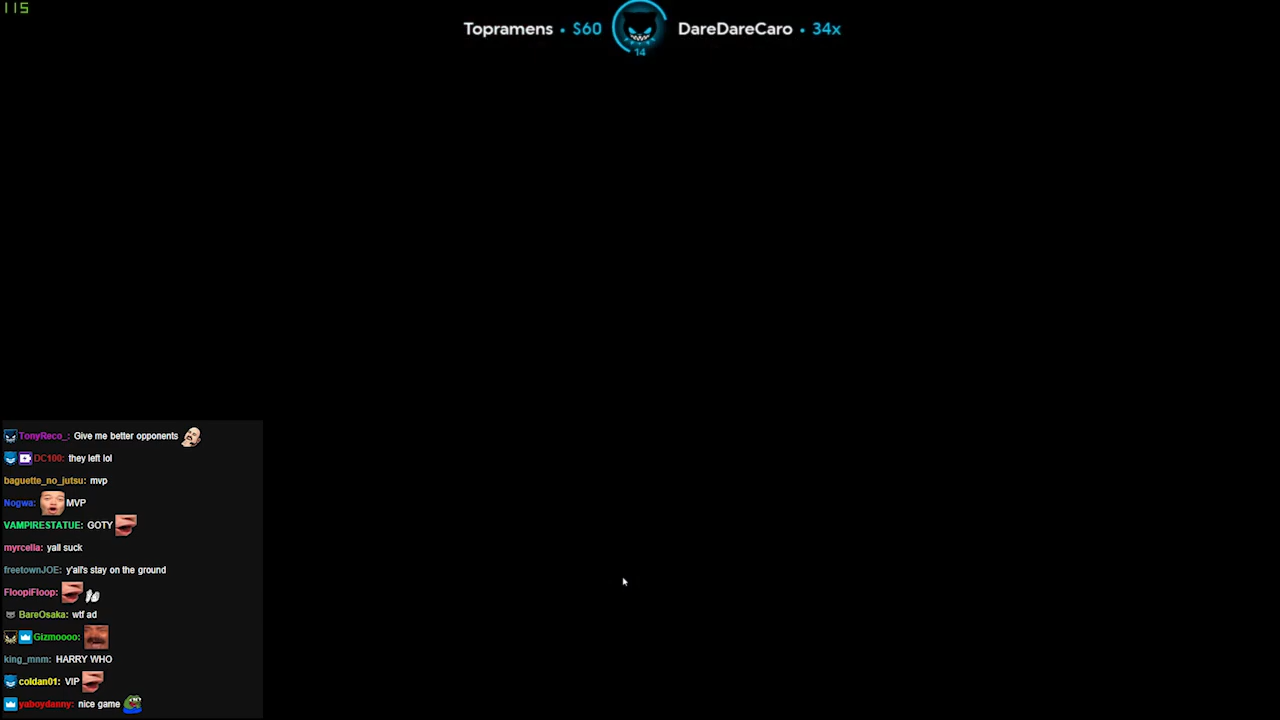 115
Topramens • $60
14
DareDareCaro • 34x
TonyReco_: Give me better opponents
DC100: they left lol
baguette_no_jutsu: mvp
Nogwa: MVP
VAMPIRESTATUE: GOTY
myrcella: yall suck
freetownJOE: y'all's stay on the ground
FloopiFloop:
BareOsaka: wtf ad
Gizmoooo:
king_mnm: HARRY WHO
coldan01: VIP
yaboydanny: nice game